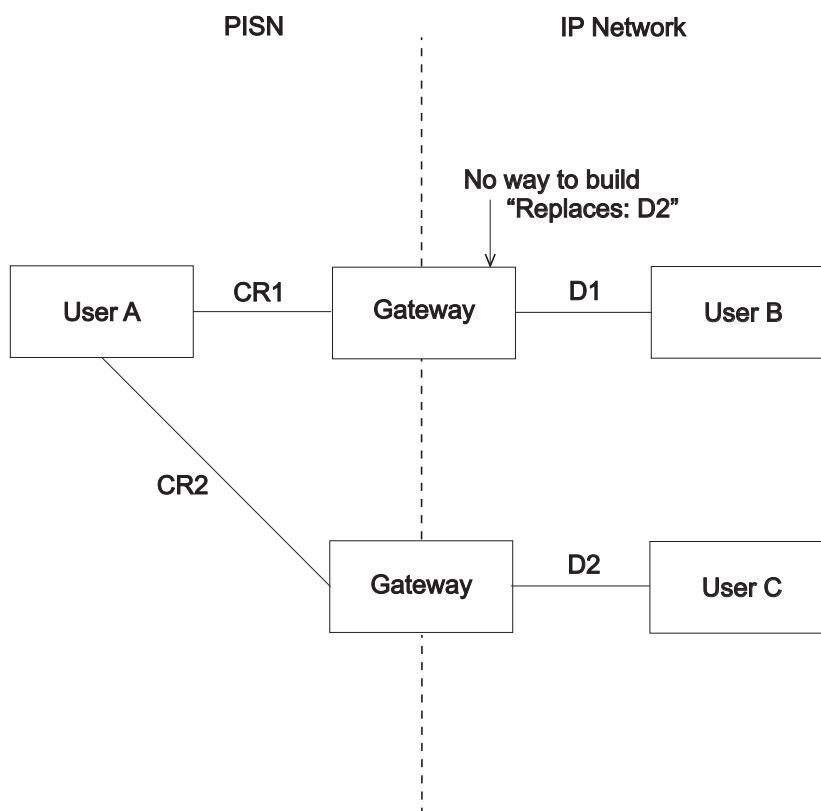 PISN
IP Network
No way to build
“Replaces: D2”
User A
CR1
Gateway
D1
User B
CR2
Gateway
D2
User C